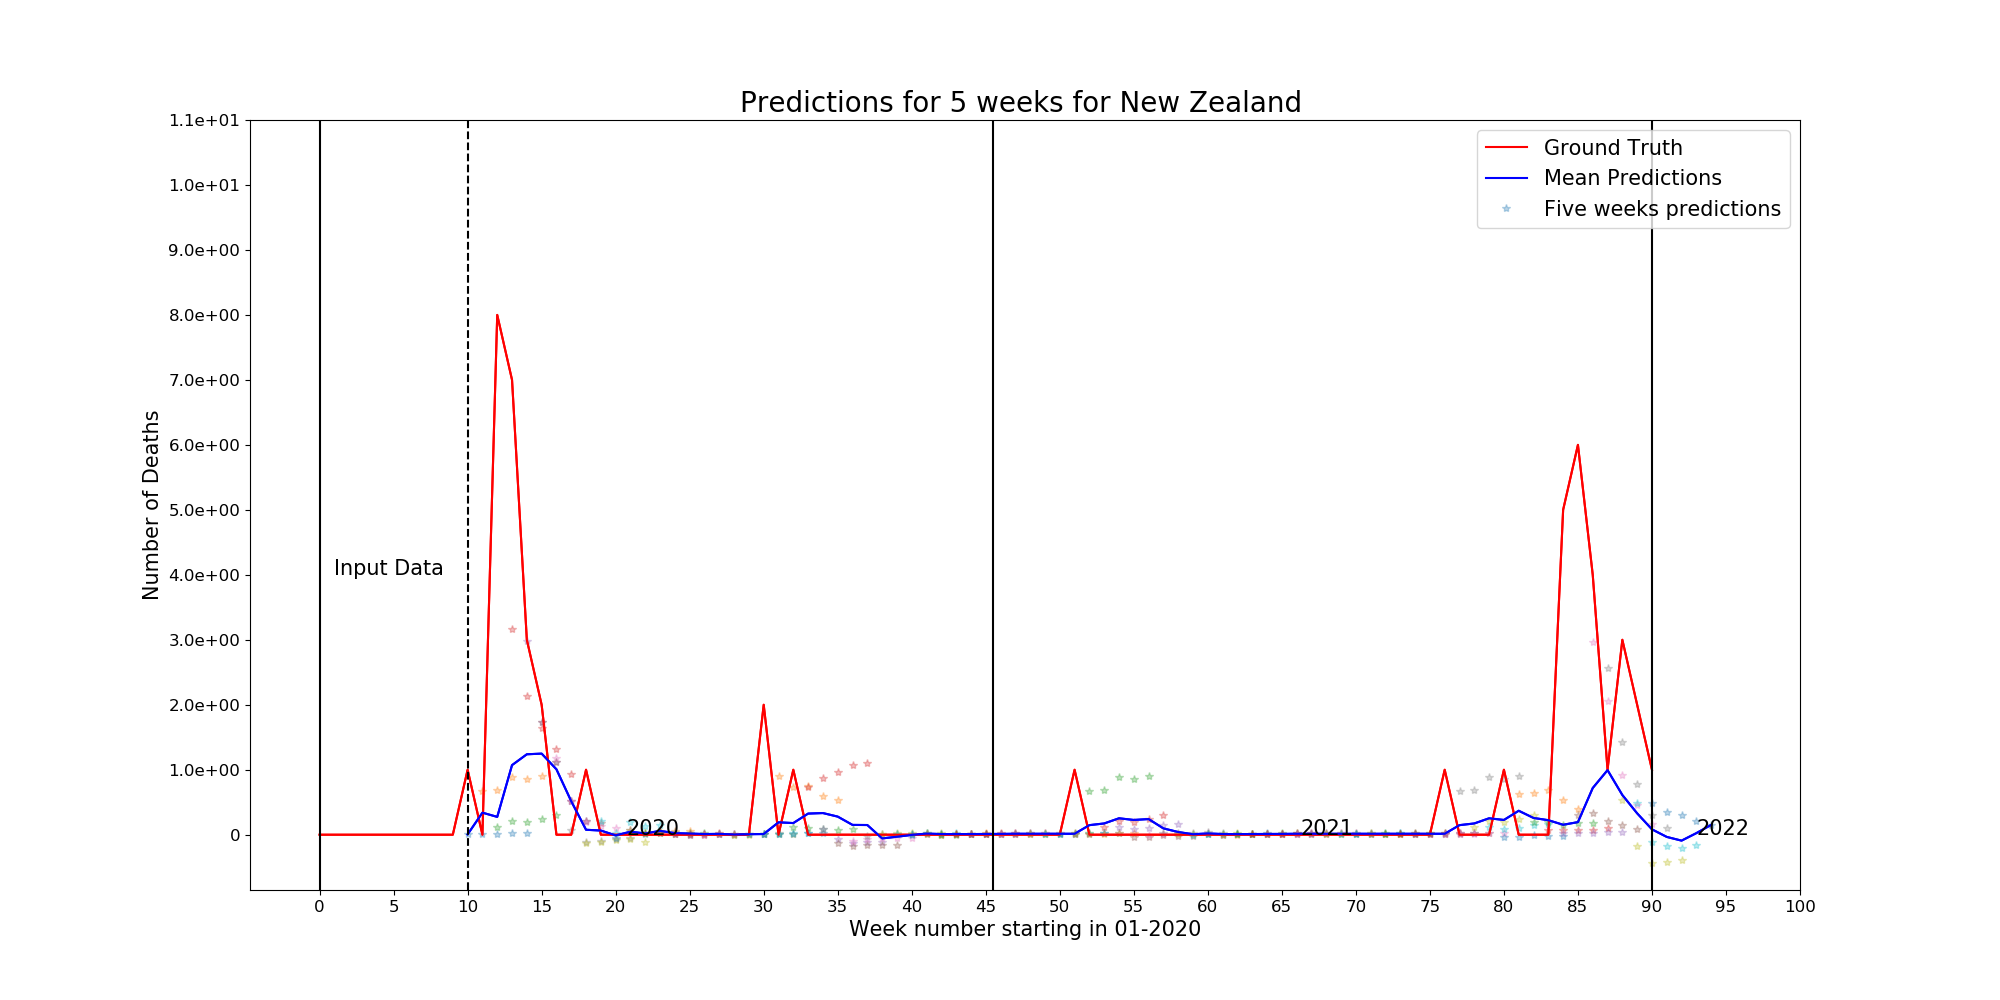 Predictions for 5 weeks for New Zealand
1.1e+01
1.0e+01
9.0e+00
8.0e+00
7.0e+00
6.0e+00
5.0e+00
4.0e+00
3.0e+00
2.0e+00
1.0e+00
0
Number of Deaths
Ground Truth
Mean Predictions
Five weeks predictions
Input Data
2020
2021
2022
0 5 10 15 20 25 30 35 40 45 50 55 60 65 70 75 80 85 90 95 100
Week number starting in 01-2020